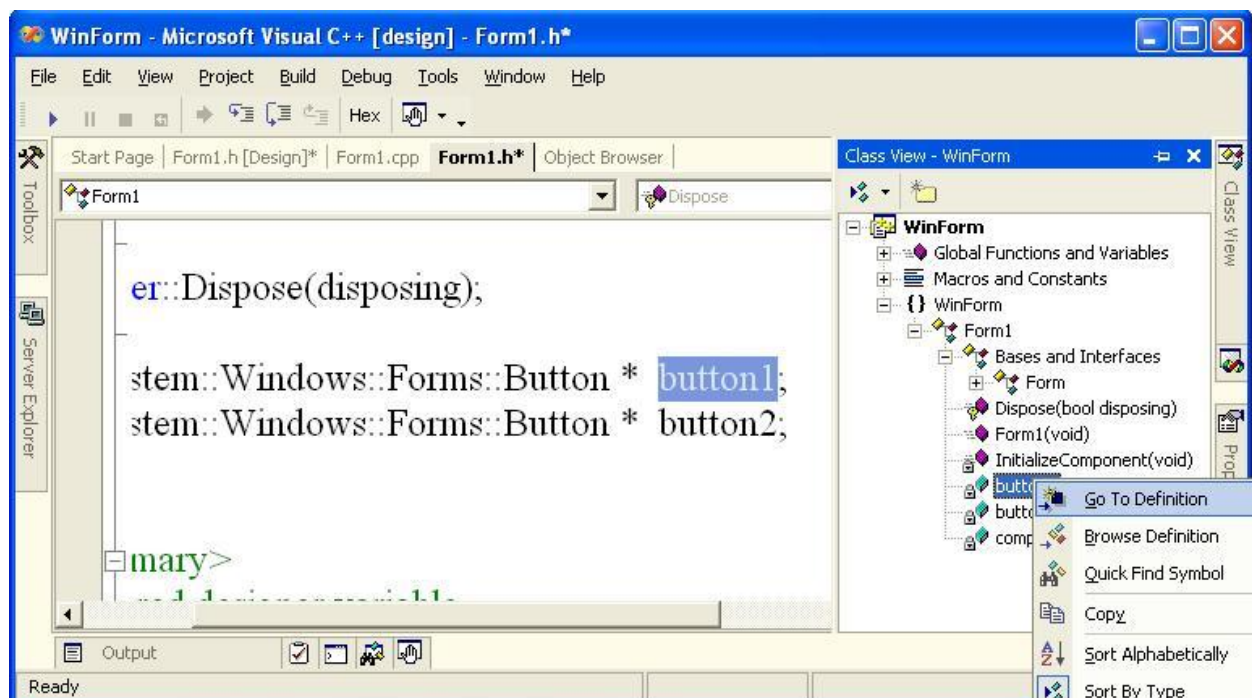 WinForm - Microsoft Visual C++ [design] - Form1.h*
File Edit View Project Build Debug Tools Window Help
Hex
Start Page Form1.h [Design]* Form1.cpp Form1.h* Object Browser
Form1 Dispose
er::Dispose(disposing);
stem::Windows::Forms::Button * button1;
stem::Windows::Forms::Button * button2;
mary>
Output
Ready
Toolbox
Server Explorer
Class View - WinForm
WinForm
Global Functions and Variables
Macros and Constants
{} WinForm
Form1
Bases and Interfaces
Form
Dispose(bool disposing)
Form1(void)
InitializeComponent(void)
butto
butto
comp
Go To Definition
Browse Definition
Quick Find Symbol
Copy
Sort Alphabetically
Sort By Type
Class View
Prop